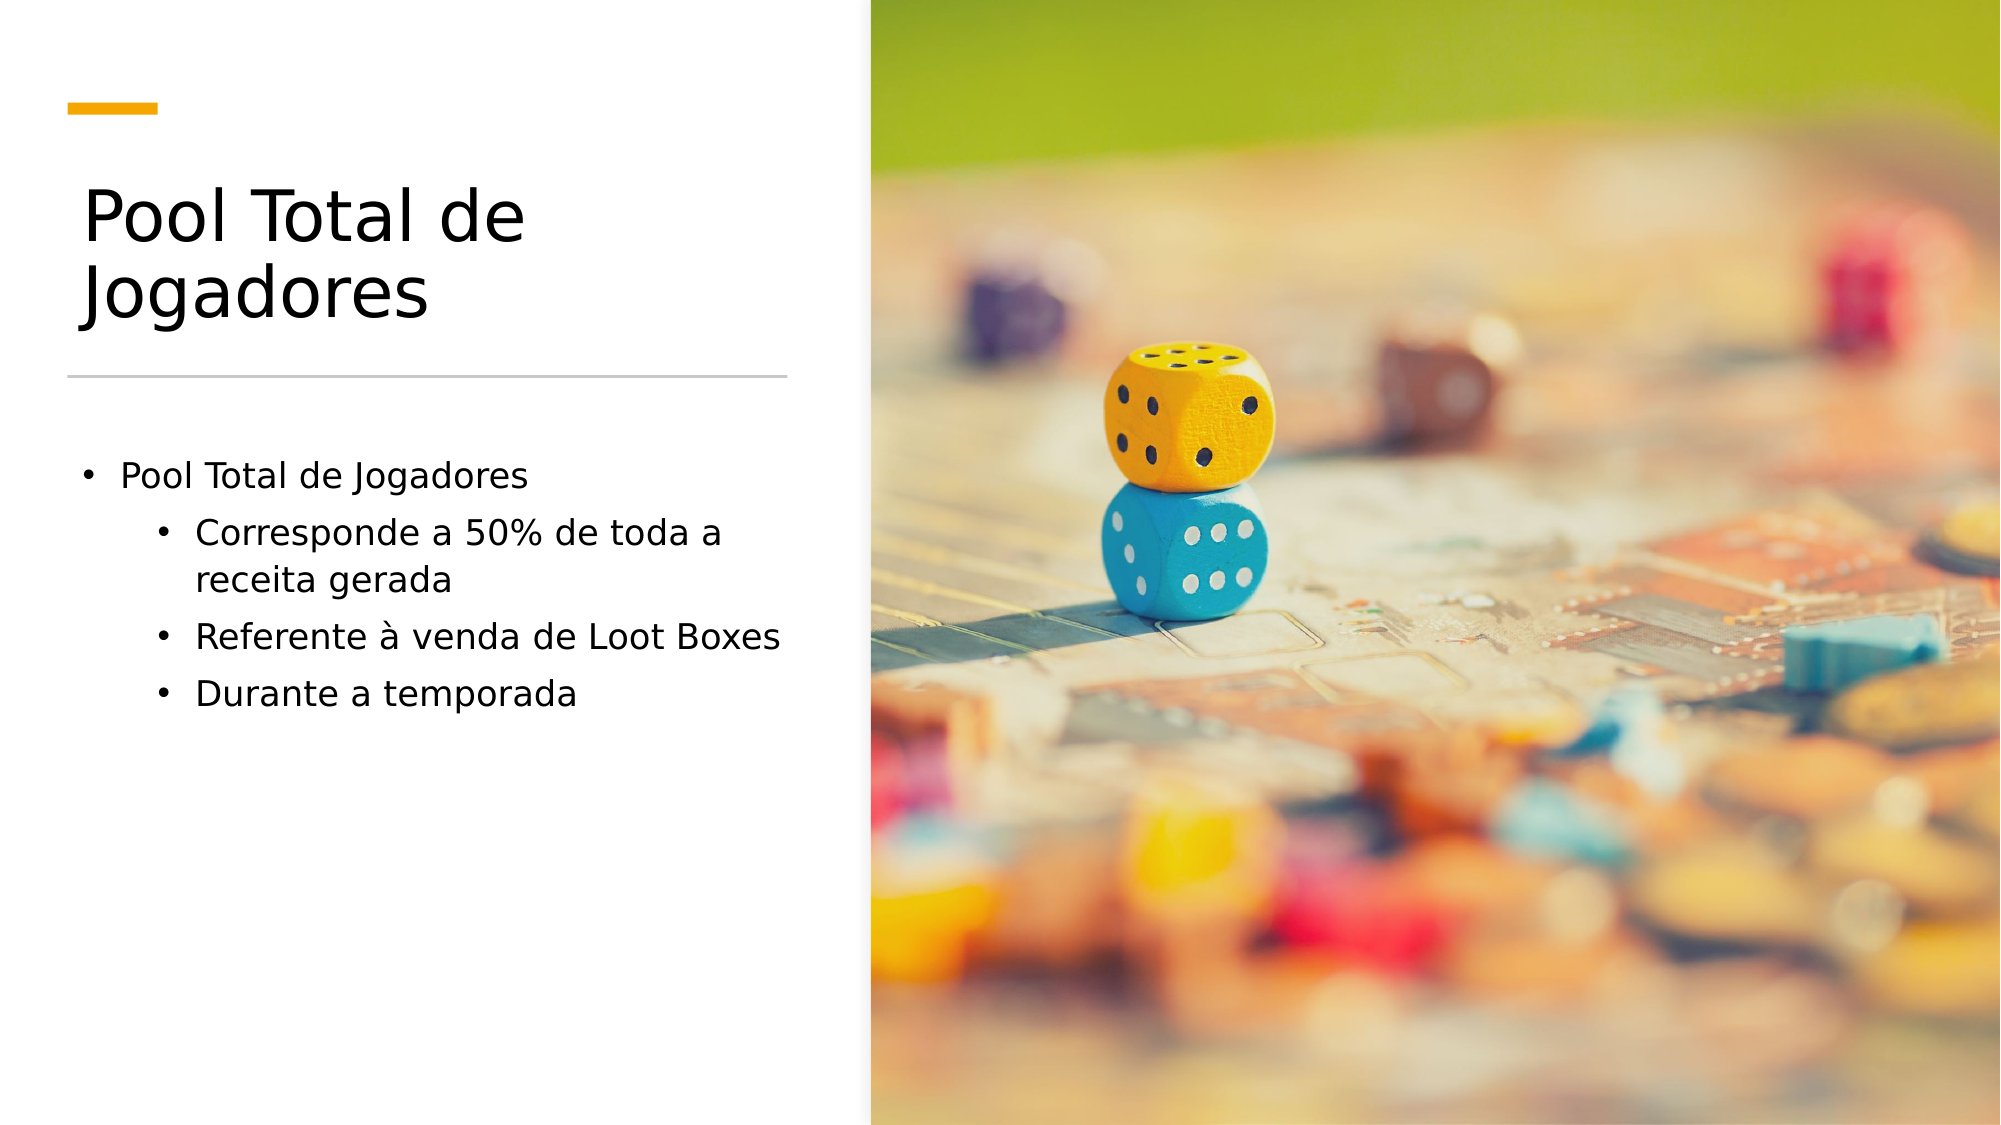 Pool Total de
Jogadores
• Pool Total de Jogadores
• Corresponde a 50% de toda a
receita gerada
• Referente à venda de Loot Boxes
• Durante a temporada